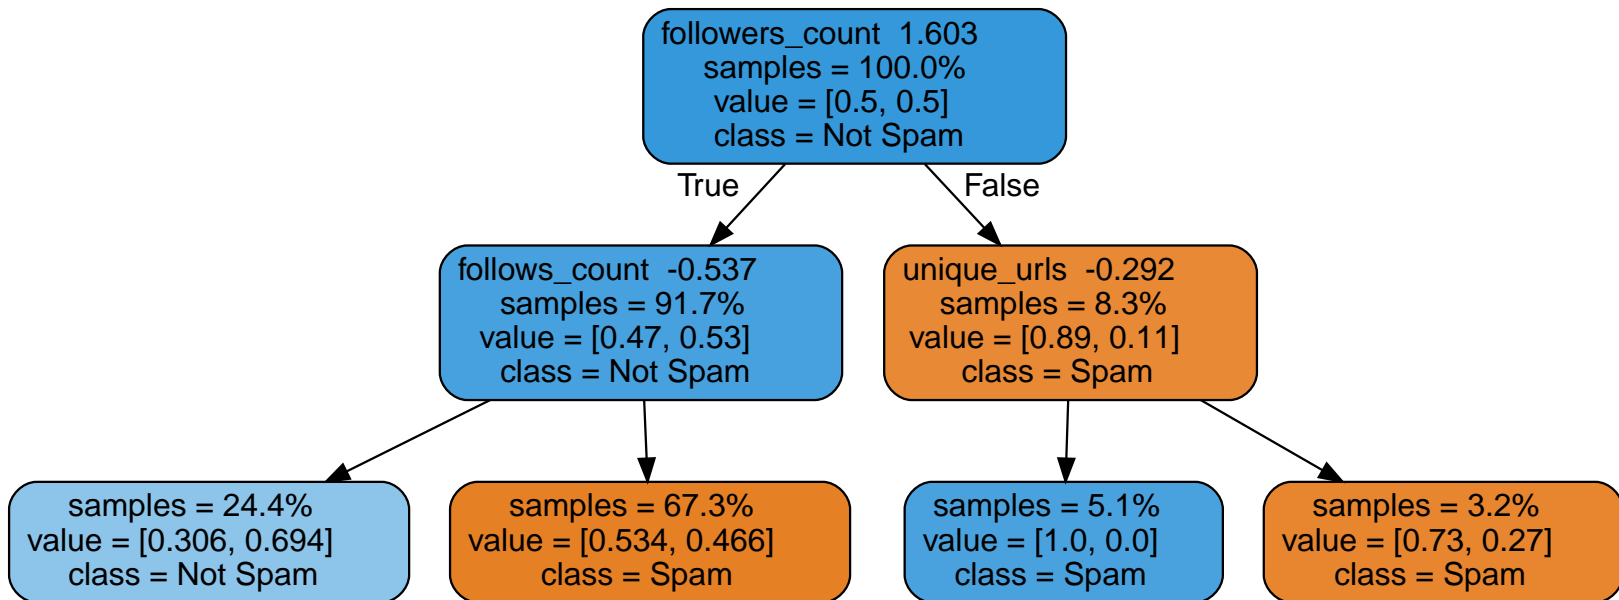 followers_count  1.603
samples = 100.0%
value = [0.5, 0.5]
class = Not Spam
True
False
follows_count  -0.537
samples = 91.7%
value = [0.47, 0.53]
class = Not Spam
unique_urls  -0.292
samples = 8.3%
value = [0.89, 0.11]
class = Spam
samples = 24.4%
value = [0.306, 0.694]
class = Not Spam
samples = 67.3%
value = [0.534, 0.466]
class = Spam
samples = 5.1%
value = [1.0, 0.0]
class = Spam
samples = 3.2%
value = [0.73, 0.27]
class = Spam